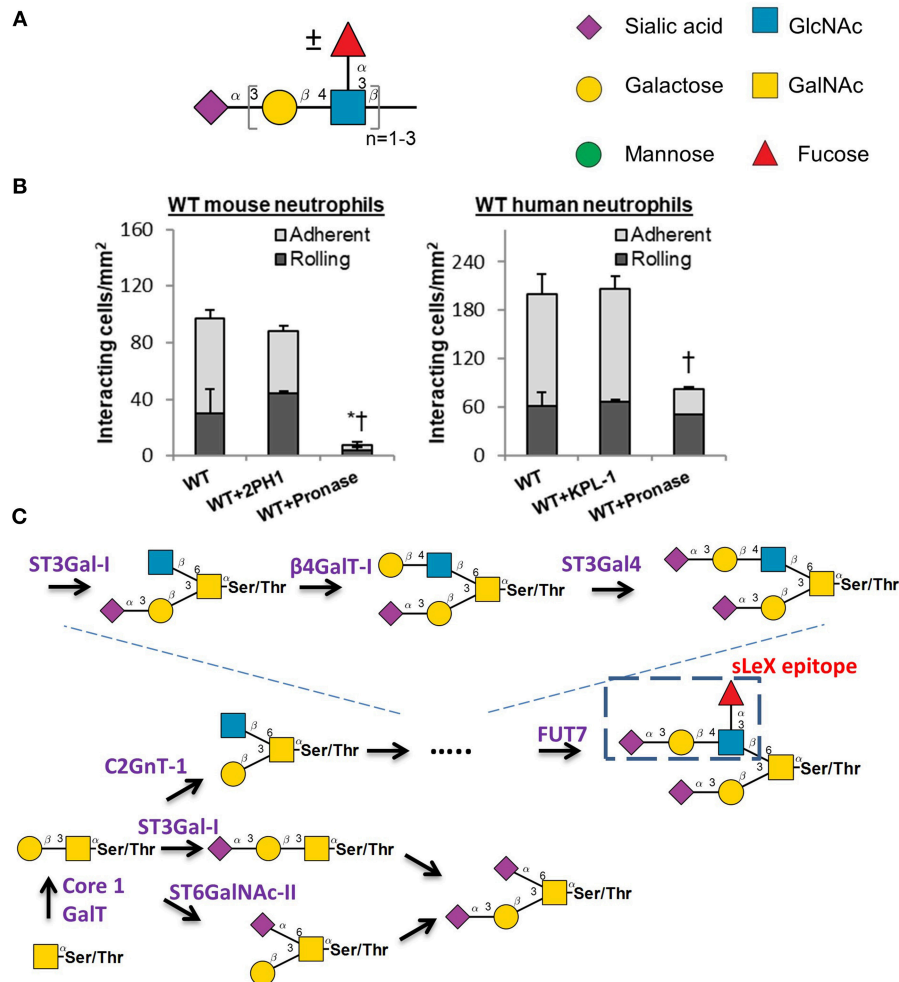 A
±
α
3
α 3 β 4 β
n=1-3
Sialic acid
GlcNAc
Galactose
GalNAc
Mannose
Fucose
B
WT mouse neutrophils
Adherent
Rolling
Interacting cells/mm²
160
120
80
40
0
*†
WT
WT+2PH1
WT+Pronase
WT human neutrophils
Adherent
Rolling
Interacting cells/mm²
240
180
120
60
0
†
WT
WT+KPL-1
WT+Pronase
C
ST3Gal-I
β 6 α Ser/Thr
α 3 β 3
β4GalT-I
β 4 β 6 α Ser/Thr
α 3 β 3
ST3Gal4
α 3 β 4 β 6 α Ser/Thr
α 3 β 3
C2GnT-1
β 6 α Ser/Thr
β 3
.....
FUT7
sLeX epitope
α
3
α 3 β 4 β 6 α Ser/Thr
α 3 β 3
β 3 α Ser/Thr
ST3Gal-I
α 3 β 3 α Ser/Thr
Core 1
GalT
α Ser/Thr
ST6GalNAc-II
α 6 α Ser/Thr
β 3
α 6 α Ser/Thr
α 3 β 3